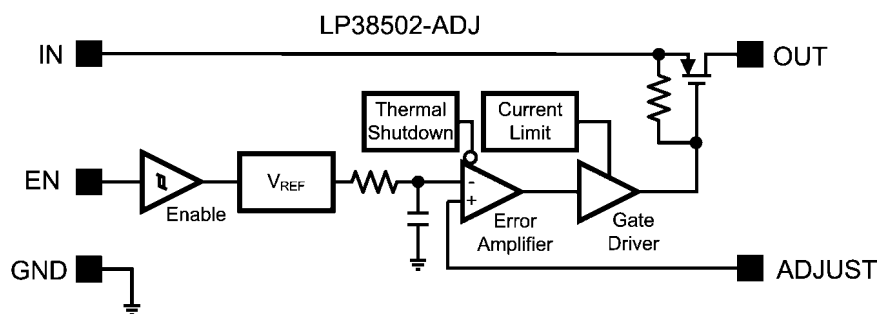 LP38502-ADJ
IN
OUT
Thermal
Shutdown
Current
Limit
EN
Enable
VREF
-
+
Error
Amplifier
Gate
Driver
GND
ADJUST